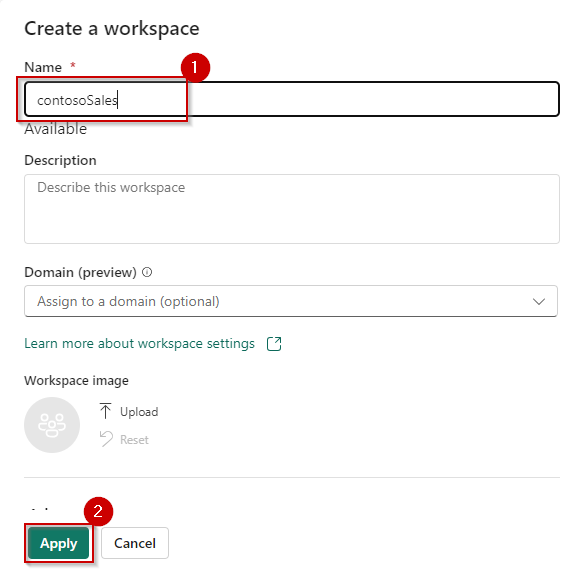 Create a workspace
1
Name *
contosoSales
Available
Description
Describe this workspace
Domain (preview)
Assign to a domain (optional)
Learn more about workspace settings
Workspace image
Upload
Reset
2
Apply Cancel